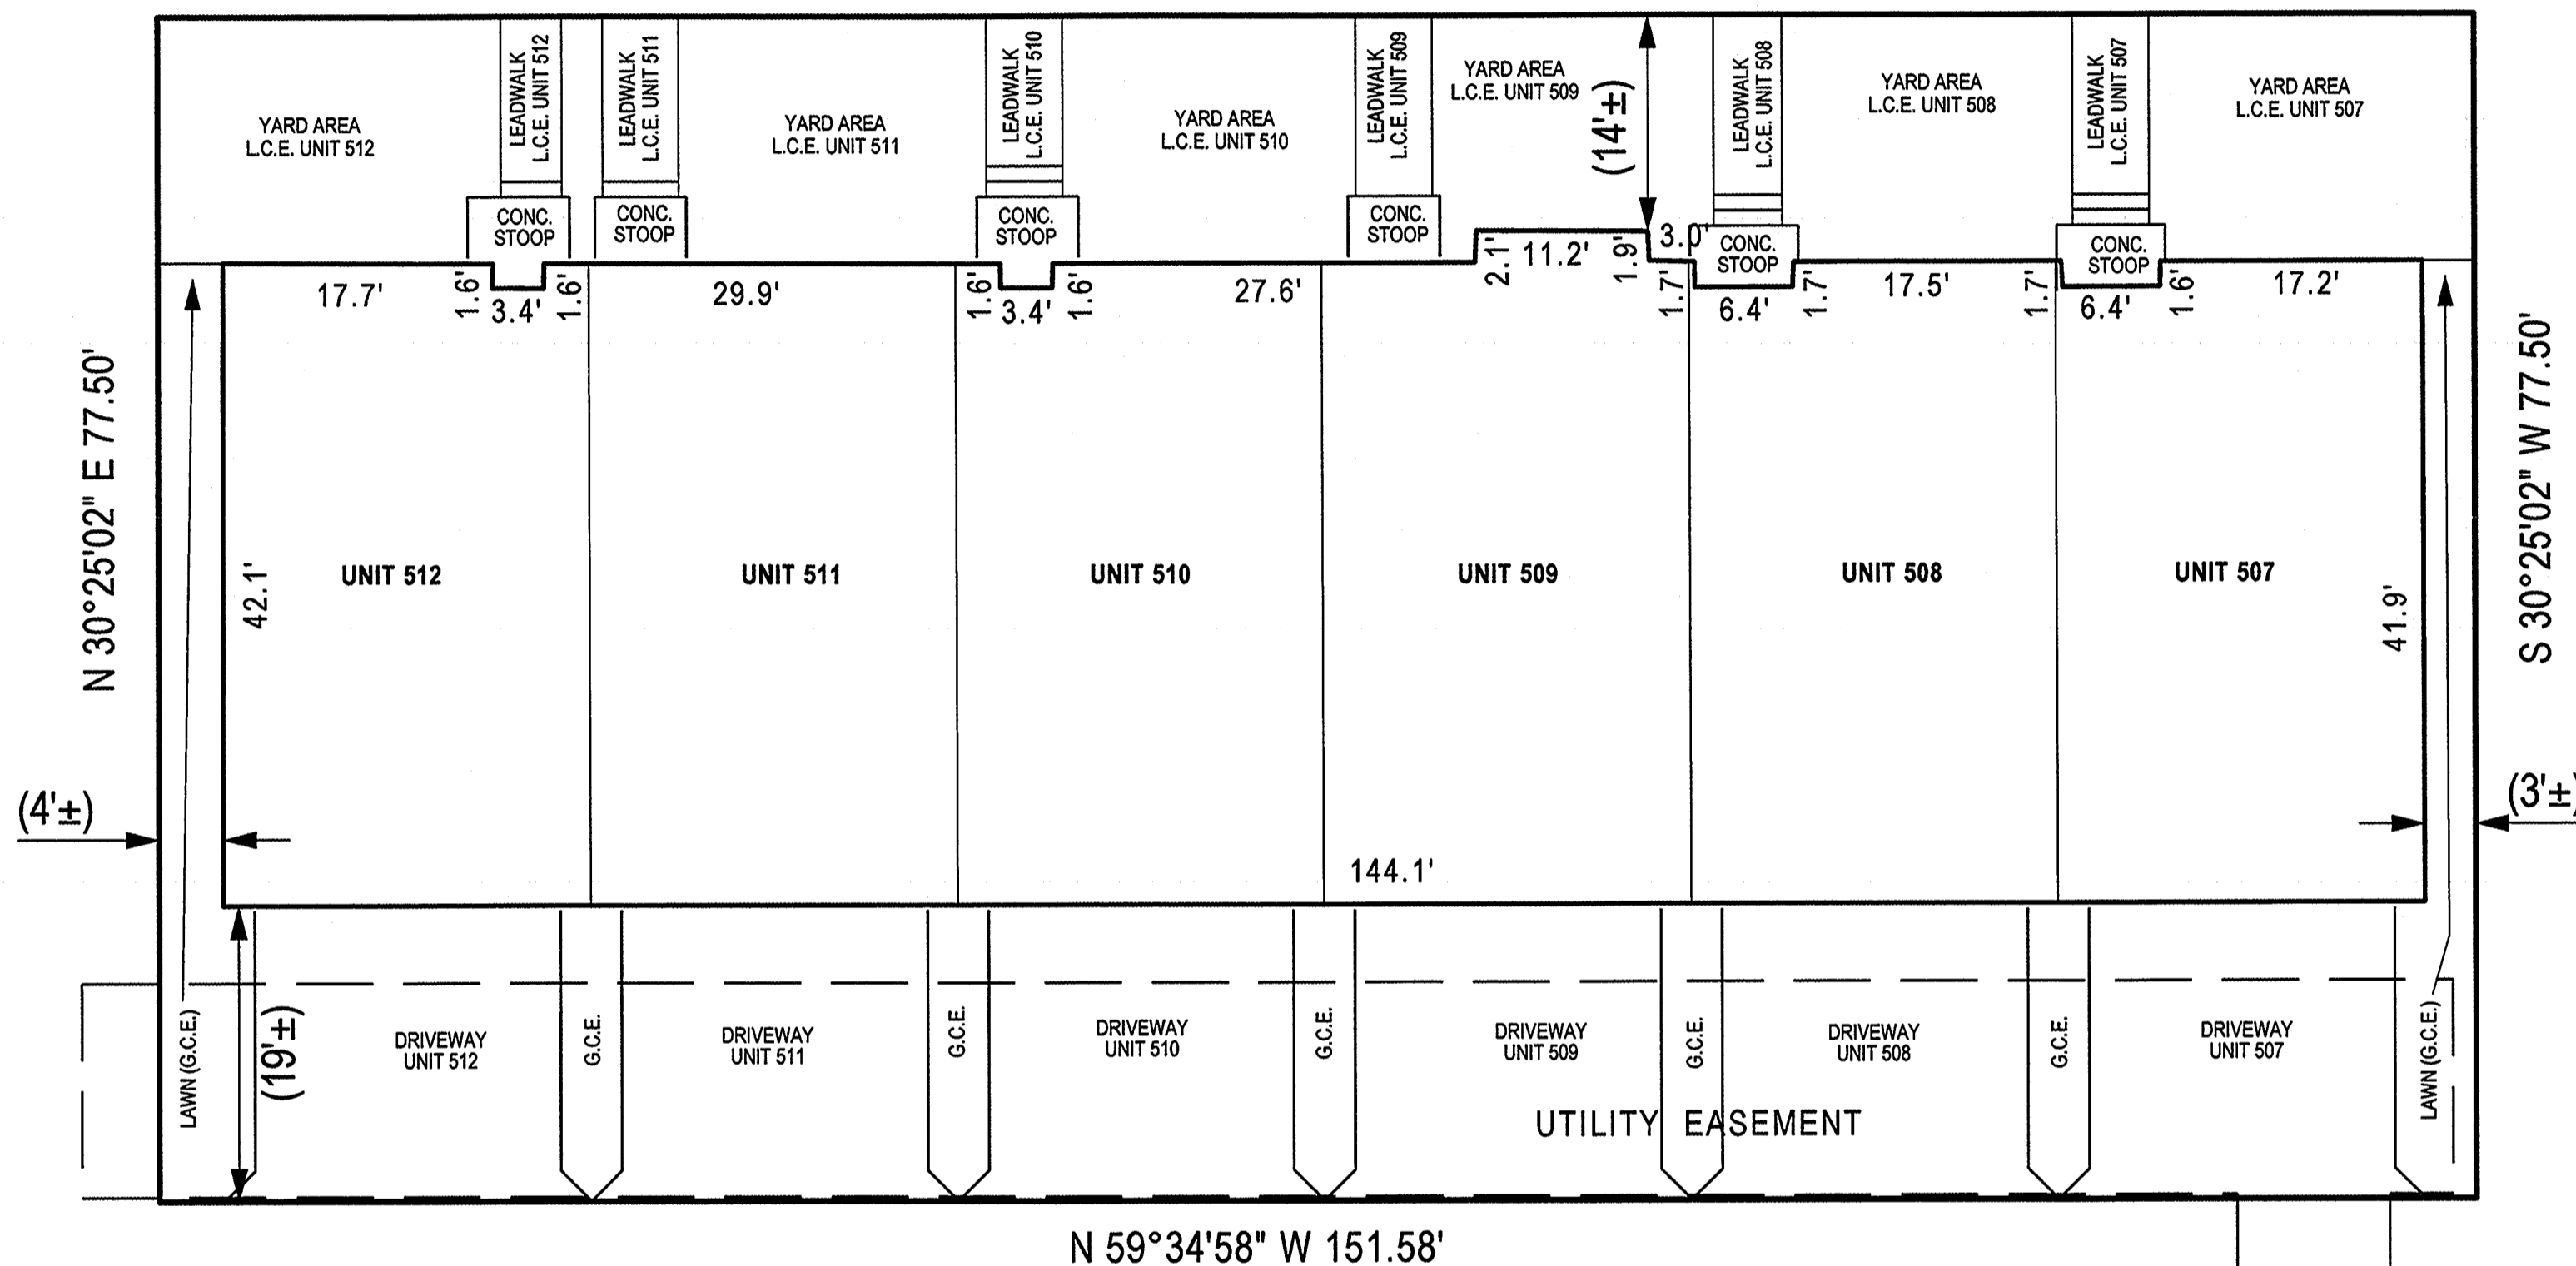 LEADWALK
L.C.E. UNIT 512
LEADWALK
L.C.E. UNIT 511
LEADWALK
L.C.E. UNIT 510
LEADWALK
L.C.E. UNIT 509
LEADWALK
L.C.E. UNIT 508
LEADWALK
L.C.E. UNIT 507
YARD AREA
L.C.E. UNIT 512
YARD AREA
L.C.E. UNIT 511
YARD AREA
L.C.E. UNIT 510
YARD AREA
L.C.E. UNIT 509
(14'±)
YARD AREA
L.C.E. UNIT 508
YARD AREA
L.C.E. UNIT 507
CONC.
STOOP
CONC.
STOOP
CONC.
STOOP
CONC.
STOOP
CONC.
STOOP
CONC.
STOOP
17.7'
1.6'
3.4'
1.6'
29.9'
1.6'
3.4'
1.6'
27.6'
2.1'
11.2'
1.9'
3.0'
1.7'
6.4'
1.7'
17.5'
1.7'
6.4'
1.6'
17.2'
N 30°25'02" E 77.50'
S 30°25'02" W 77.50'
42.1'
UNIT 512
UNIT 511
UNIT 510
UNIT 509
UNIT 508
UNIT 507
41.9'
(4'±)
(3'±)
144.1'
LAWN (G.C.E.)
(19'±)
DRIVEWAY
UNIT 512
G.C.E.
DRIVEWAY
UNIT 511
G.C.E.
DRIVEWAY
UNIT 510
G.C.E.
DRIVEWAY
UNIT 509
G.C.E.
DRIVEWAY
UNIT 508
G.C.E.
DRIVEWAY
UNIT 507
LAWN (G.C.E.)
UTILITY EASEMENT
N 59°34'58" W 151.58'